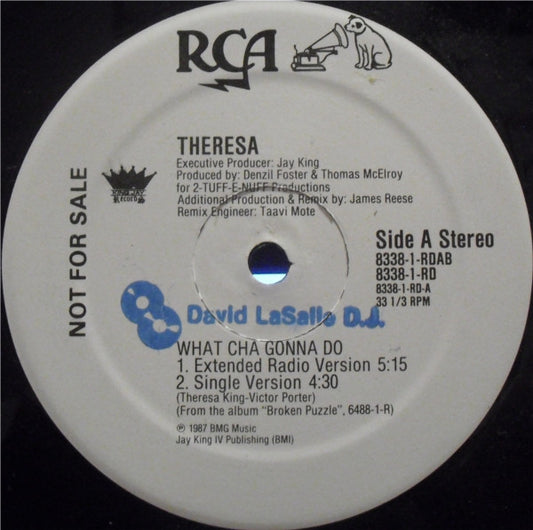 RCA
THERESA
Executive Producer: Jay King
Produced by: Denzil Foster & Thomas McElroy
for 2-TUFF-E-NUFF Productions
Additional Production & Remix by: James Reese
Remix Engineer: Taavi Mote
NOT FOR SALE
Side A Stereo
8338-1-RDAB
8338-1-RD
8338-1-RD-A
33 1/3 RPM
David LaSalle D.J.
WHAT CHA GONNA DO
1. Extended Radio Version 5:15
2. Single Version 4:30
(Theresa King-Victor Porter)
(From the album "Broken Puzzle", 6488-1-R)
℗ 1987 BMG Music
Jay King IV Publishing (BMI)